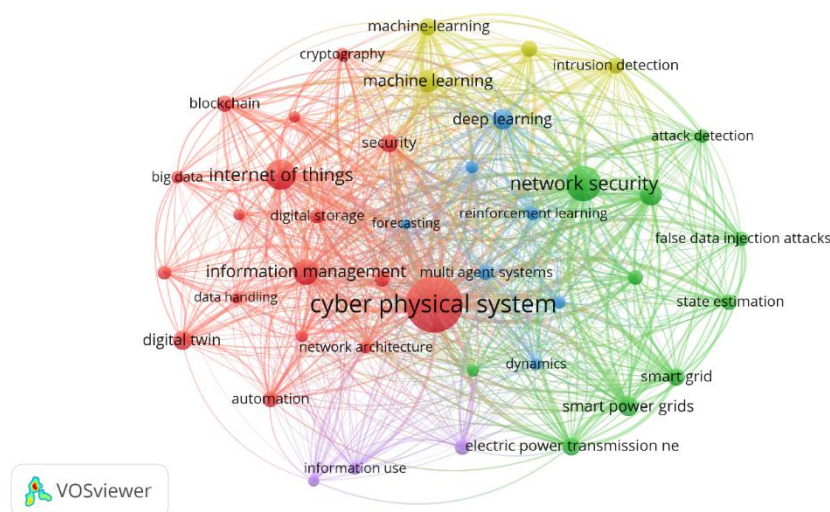 machine-learning
cryptography
machine learning
intrusion detection
blockchain
deep learning
security
attack detection
big data
internet of things
network security
digital storage
forecasting
reinforcement learning
false data injection attacks
information management
multi agent systems
data handling
cyber physical system
state estimation
digital twin
network architecture
dynamics
smart grid
automation
smart power grids
electric power transmission ne
information use
VOSviewer